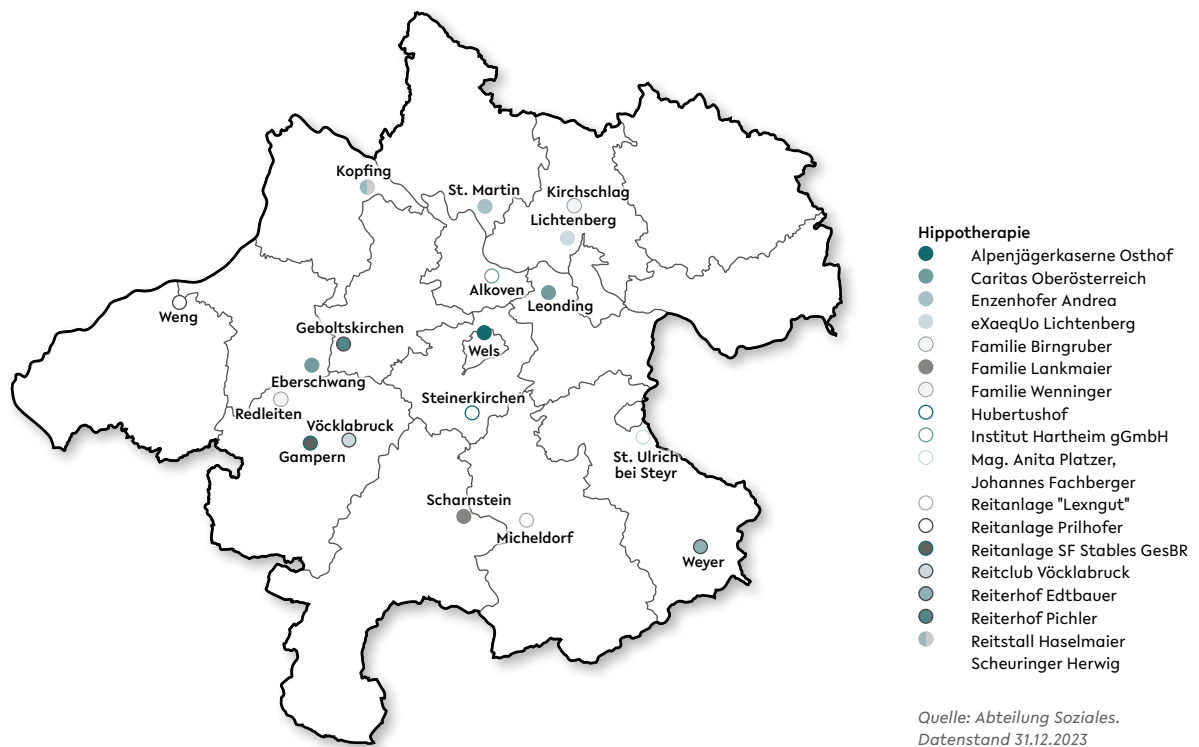 Kopfing
St. Martin
Kirchschlag
Lichtenberg
Alkoven
Leonding
Weng
Geboltskirchen
Wels
Eberschwang
Steinerkirchen
Redleiten
Vöcklabruck
Gampern
St. Ulrich
bei Steyr
Scharnstein
Micheldorf
Weyer
Hippotherapie
Alpenjägerkaserne Osthof
Caritas Oberösterreich
Enzenhofer Andrea
eXaeqUo Lichtenberg
Familie Birngruber
Familie Lankmaier
Familie Wenninger
Hubertushof
Institut Hartheim gGmbH
Mag. Anita Platzer,
Johannes Fachberger
Reitanlage "Lexngut"
Reitanlage Prilhofer
Reitanlage SF Stables GesBR
Reitclub Vöcklabruck
Reiterhof Edtbauer
Reiterhof Pichler
Reitstall Haselmaier
Scheuringer Herwig
Quelle: Abteilung Soziales.
Datenstand 31.12.2023